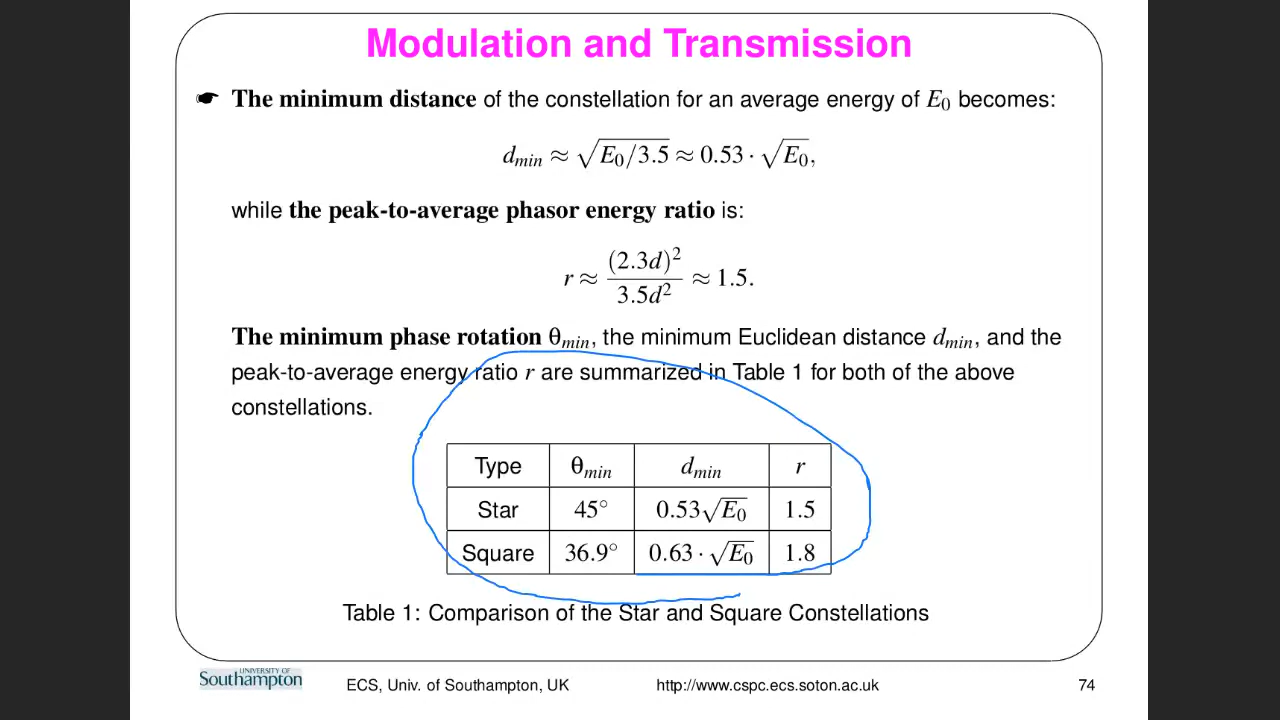 Modulation and Transmission
☛ The minimum distance of the constellation for an average energy of E₀ becomes:
d_min ≈ √(E₀/3.5) ≈ 0.53 · √E₀,
while the peak-to-average phasor energy ratio is:
r ≈ (2.3d)² / 3.5d² ≈ 1.5.
The minimum phase rotation θ_min, the minimum Euclidean distance d_min, and the
peak-to-average energy ratio r are summarized in Table 1 for both of the above
constellations.
Type θ_min d_min r
Star 45° 0.53√E₀ 1.5
Square 36.9° 0.63 · √E₀ 1.8
Table 1: Comparison of the Star and Square Constellations
UNIVERSITY OF
Southampton
ECS, Univ. of Southampton, UK http://www.cspc.ecs.soton.ac.uk 74